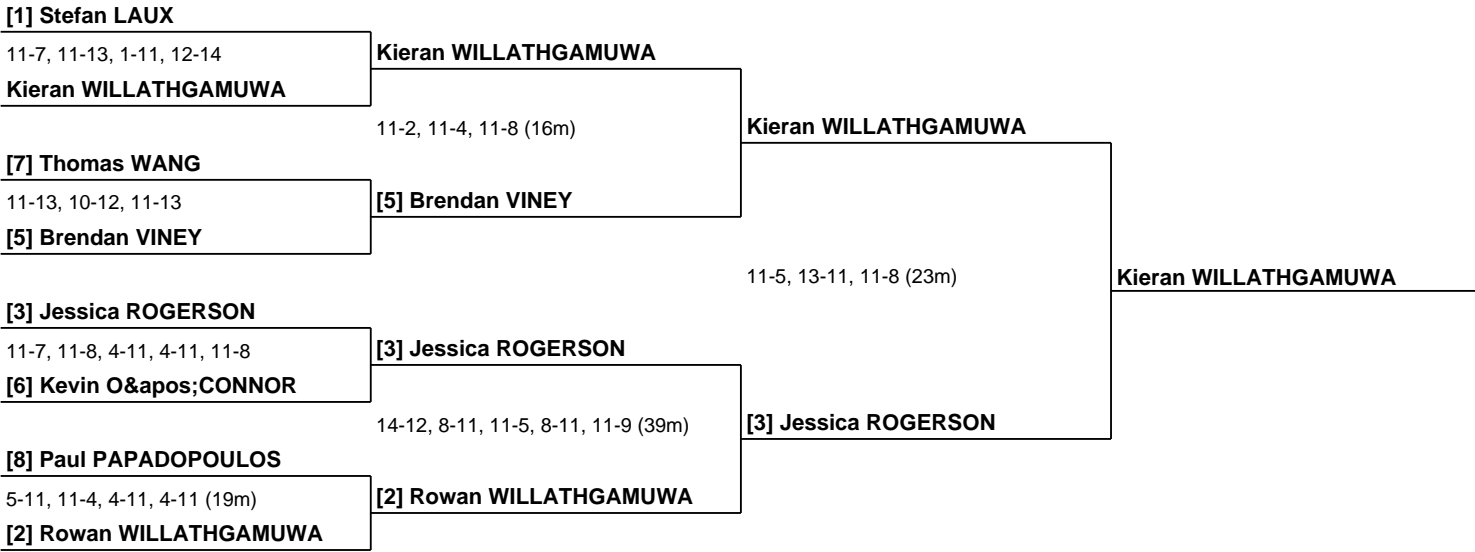 [1] Stefan LAUX
11-7, 11-13, 1-11, 12-14
Kieran WILLATHGAMUWA
[7] Thomas WANG
11-13, 10-12, 11-13
[5] Brendan VINEY
[3] Jessica ROGERSON
11-7, 11-8, 4-11, 4-11, 11-8
[6] Kevin O&apos;CONNOR
[8] Paul PAPADOPOULOS
5-11, 11-4, 4-11, 4-11 (19m)
[2] Rowan WILLATHGAMUWA
Kieran WILLATHGAMUWA
11-2, 11-4, 11-8 (16m)
[5] Brendan VINEY
[3] Jessica ROGERSON
14-12, 8-11, 11-5, 8-11, 11-9 (39m)
[2] Rowan WILLATHGAMUWA
Kieran WILLATHGAMUWA
11-5, 13-11, 11-8 (23m)
[3] Jessica ROGERSON
Kieran WILLATHGAMUWA